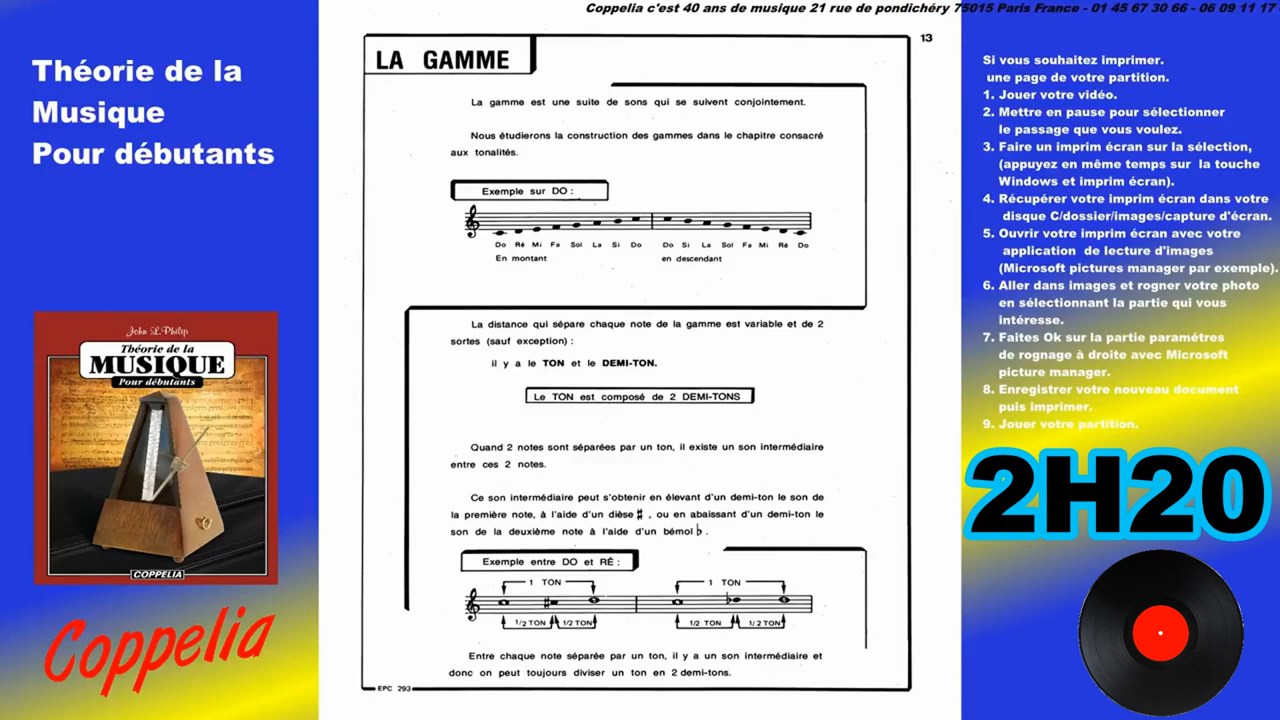 Coppelia c'est 40 ans de musique 21 rue de pondichéry 75015 Paris France - 01 45 67 30 66 - 06 09 11 17
Théorie de la
Musique
Pour débutants
John L. Philip
Théorie de la
MUSIQUE
Pour débutants
COPPELIA
Coppelia
13
LA GAMME
La gamme est une suite de sons qui se suivent conjointement.
Nous étudierons la construction des gammes dans le chapitre consacré
aux tonalités.
Exemple sur DO :
Do Ré Mi Fa Sol La Si Do Do Si La Sol Fa Mi Ré Do
En montant en descendant
La distance qui sépare chaque note de la gamme est variable et de 2
sortes (sauf exception) :
il y a le TON et le DEMI-TON.
Le TON est composé de 2 DEMI-TONS
Quand 2 notes sont séparées par un ton, il existe un son intermédiaire
entre ces 2 notes.
Ce son intermédiaire peut s'obtenir en élevant d'un demi-ton le son de
la première note, à l'aide d'un dièse ♯ , ou en abaissant d'un demi-ton le
son de la deuxième note à l'aide d'un bémol ♭ .
Exemple entre DO et RÉ :
1 TON 1 TON
1/2 TON 1/2 TON 1/2 TON 1/2 TON
Entre chaque note séparée par un ton, il y a un son intermédiaire et
donc on peut toujours diviser un ton en 2 demi-tons.
EPC 293
Si vous souhaitez imprimer.
une page de votre partition.
1. Jouer votre vidéo.
2. Mettre en pause pour sélectionner
le passage que vous voulez.
3. Faire un imprim écran sur la sélection,
(appuyez en même temps sur la touche
Windows et imprim écran).
4. Récupérer votre imprim écran dans votre
disque C/dossier/images/capture d'écran.
5. Ouvrir votre imprim écran avec votre
application de lecture d'images
(Microsoft pictures manager par exemple).
6. Aller dans images et rogner votre photo
en sélectionnant la partie qui vous
intéresse.
7. Faites Ok sur la partie paramétres
de rognage à droite avec Microsoft
picture manager.
8. Enregistrer votre nouveau document
puis imprimer.
9. Jouer votre partition.
2H20